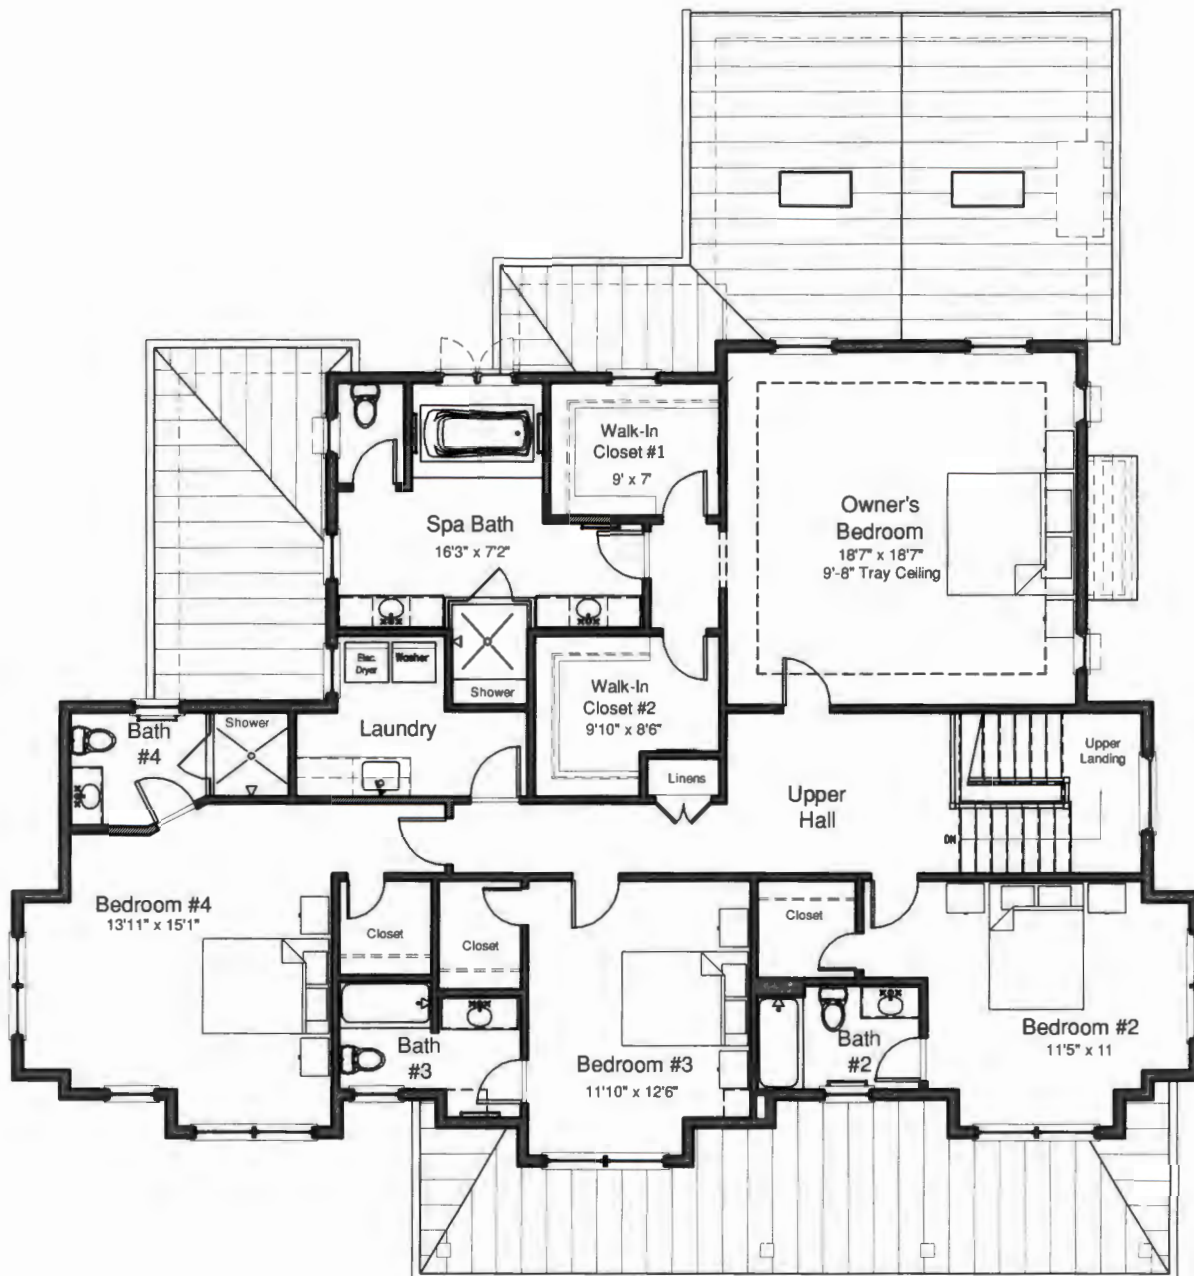 Walk-In
Closet #1
9' x 7'
Owner's
Bedroom
18'7" x 18'7"
9'-8" Tray Ceiling
Spa Bath
16'3" x 7'2"
Elec.
Dryer
Washer
Shower
Walk-In
Closet #2
9'10" x 8'6"
Laundry
Shower
Bath
#4
Linens
Upper
Hall
Upper
Landing
DN
Bedroom #4
13'11" x 15'1"
Closet
Closet
Closet
Bath
#3
Bedroom #3
11'10" x 12'6"
Bath
#2
Bedroom #2
11'5" x 11